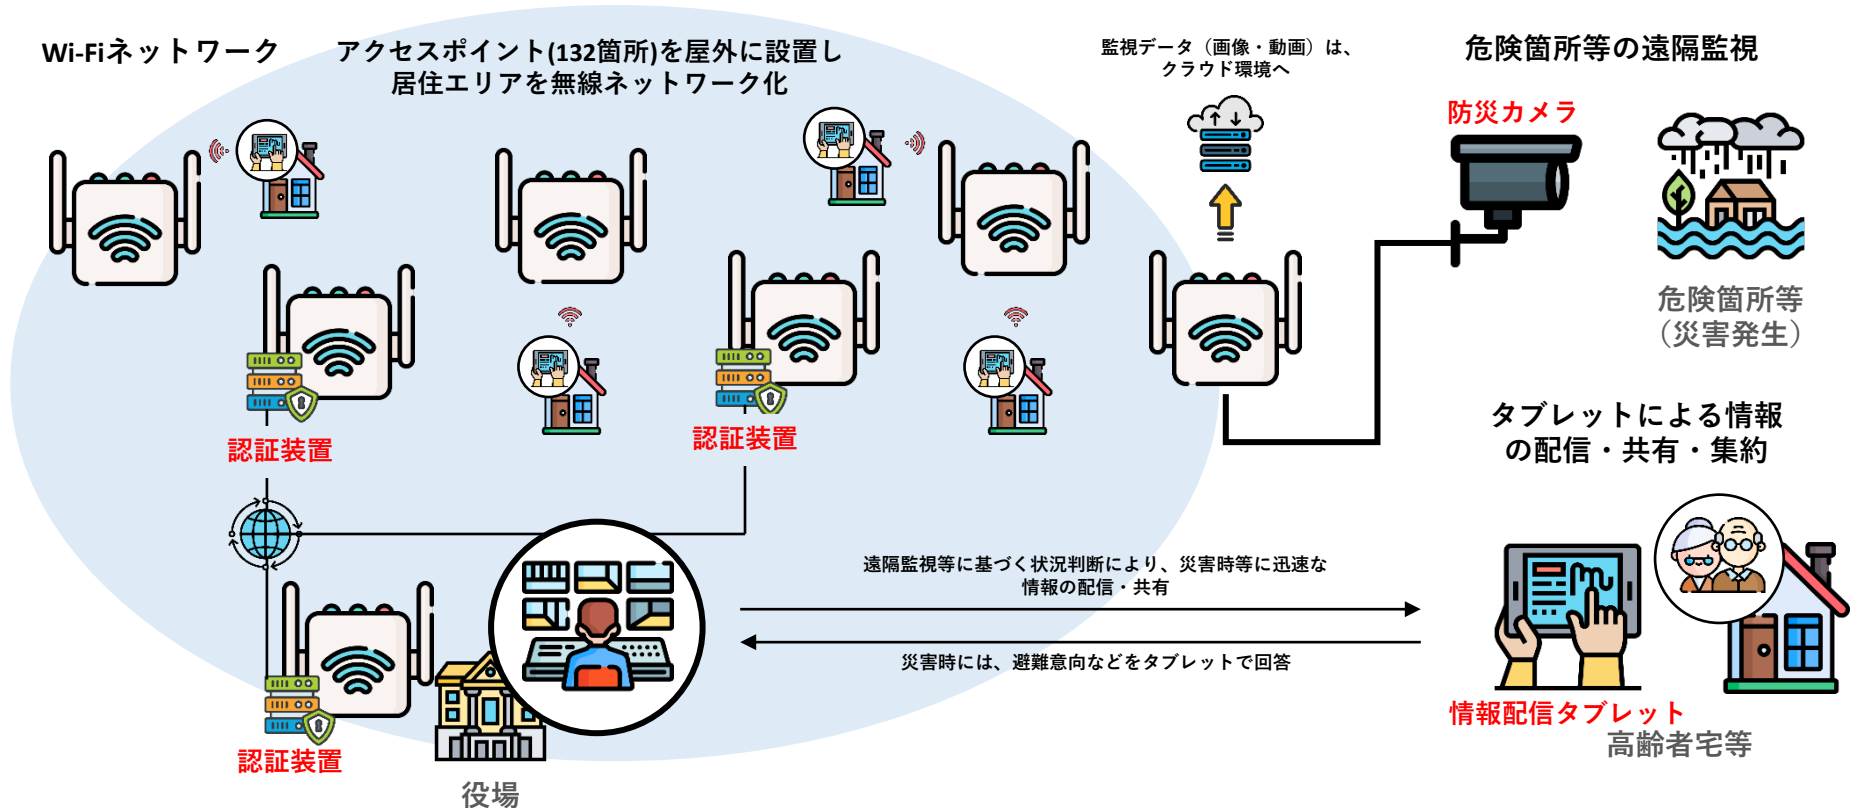 Wi-Fiネットワーク
アクセスポイント(132箇所)を屋外に設置し
居住エリアを無線ネットワーク化
監視データ（画像・動画）は、
クラウド環境へ
危険箇所等の遠隔監視
防災カメラ
危険箇所等
（災害発生）
認証装置
認証装置
タブレットによる情報
の配信・共有・集約
遠隔監視等に基づく状況判断により、災害時等に迅速な
情報の配信・共有
災害時には、避難意向などをタブレットで回答
情報配信タブレット
高齢者宅等
認証装置
役場